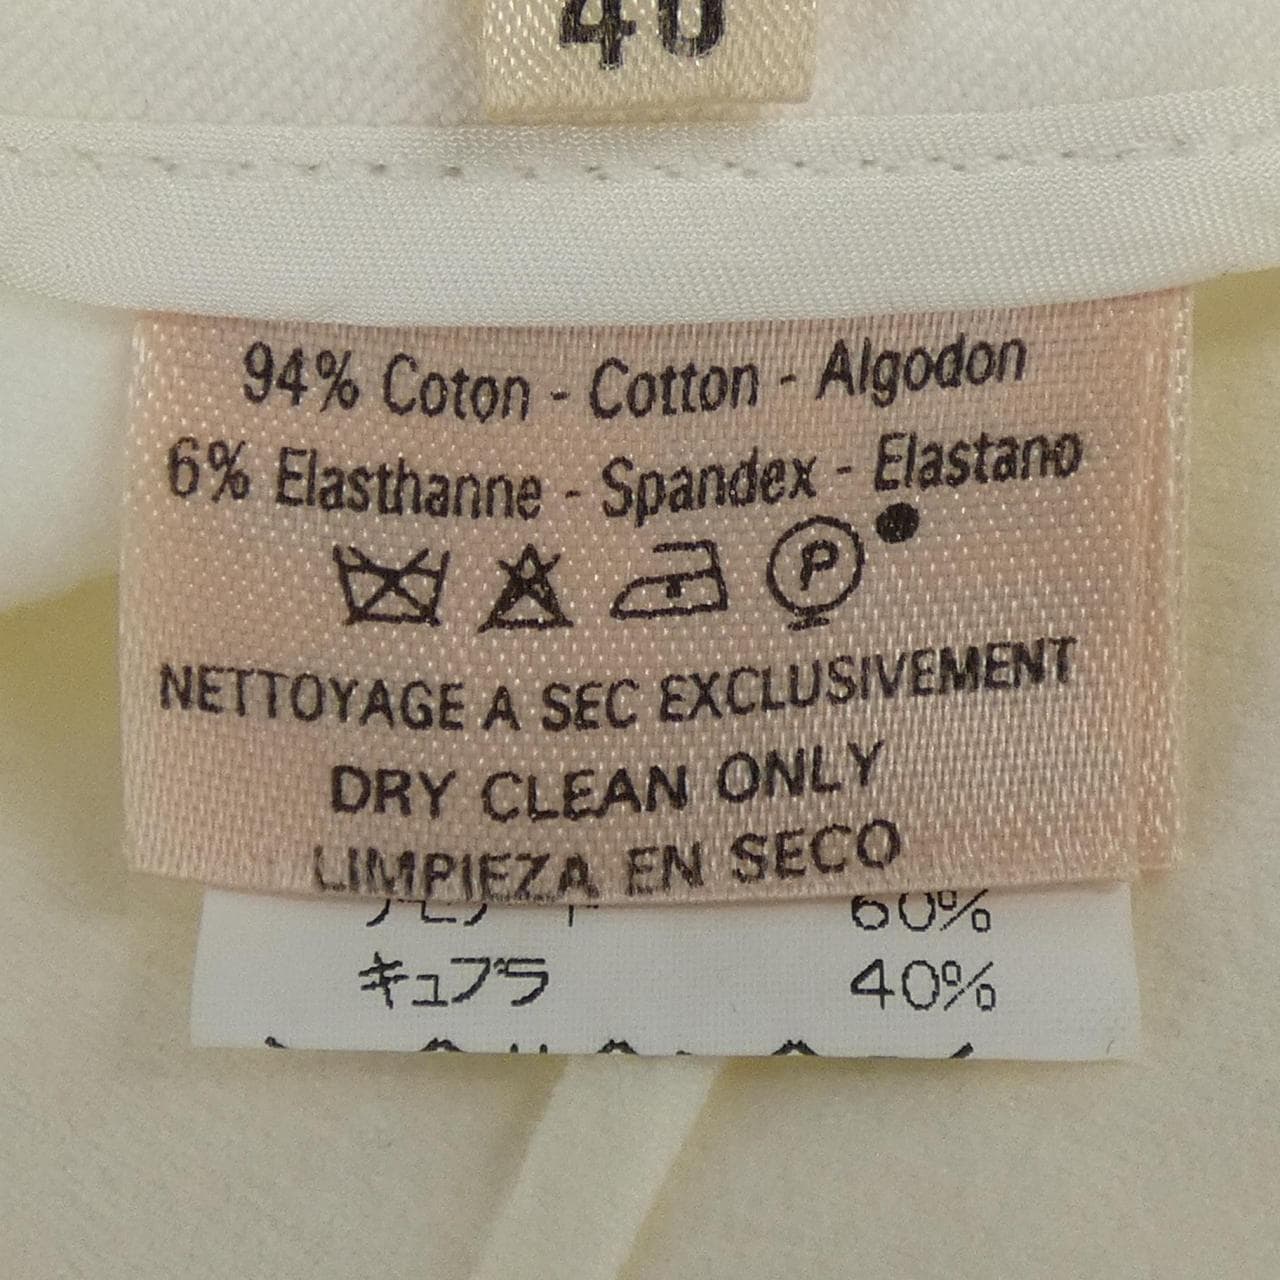 40
94% Coton - Cotton - Algodon
6% Elasthanne - Spandex - Elastano
P
NETTOYAGE A SEC EXCLUSIVEMENT
DRY CLEAN ONLY
LIMPIEZA EN SECO
60%
キュプラ 40%